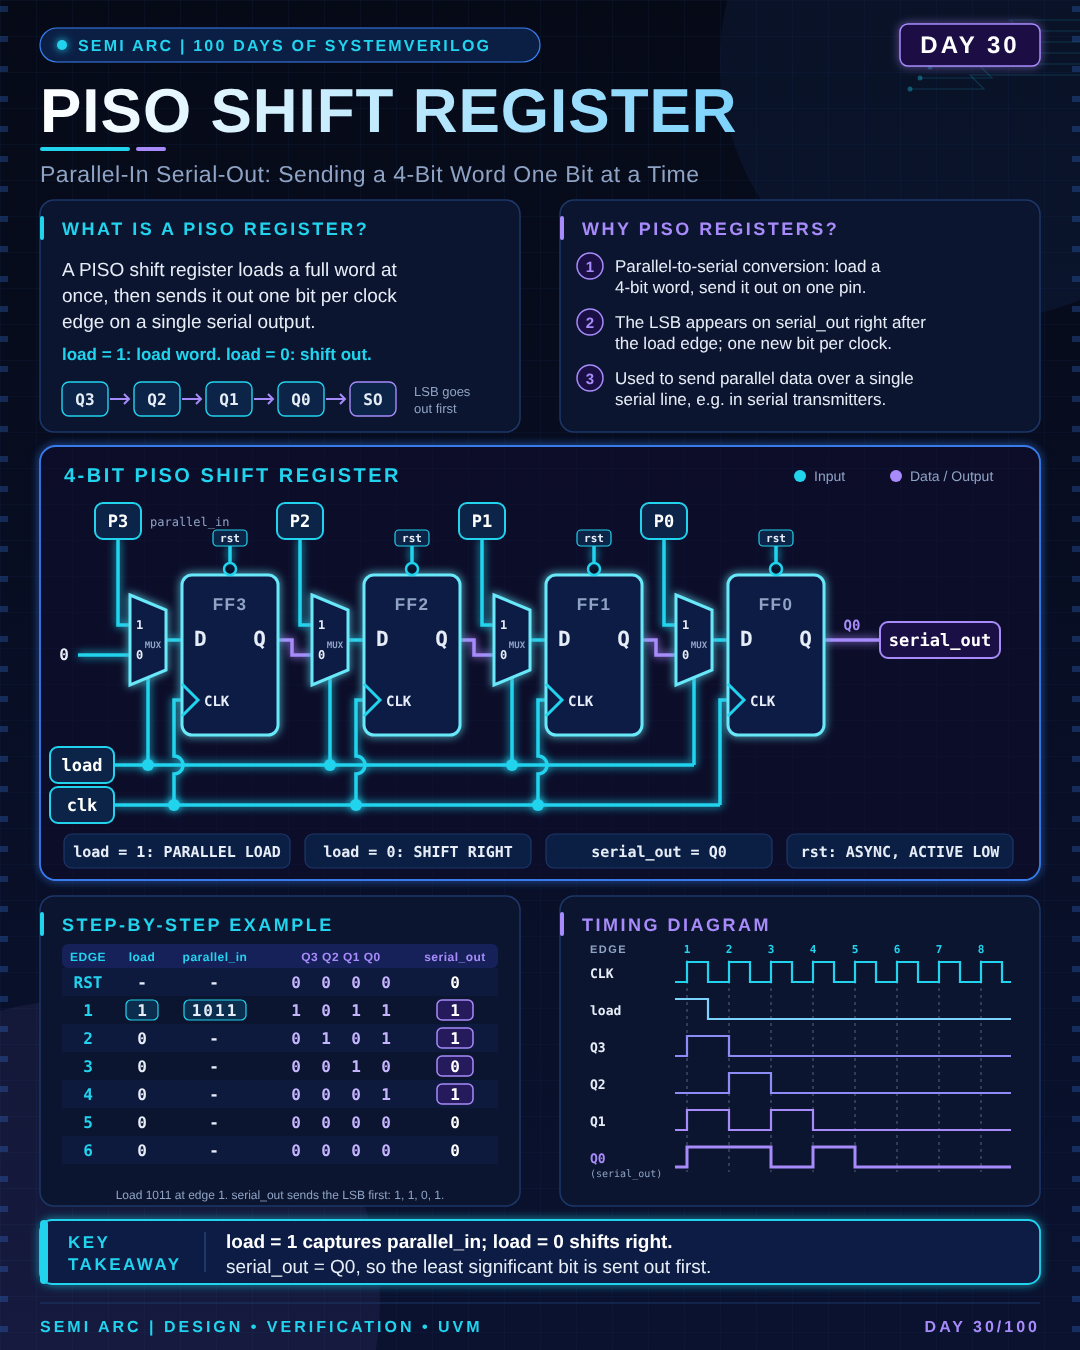 SEMI ARC | 100 DAYS OF SYSTEMVERILOG
DAY 30
PISO SHIFT REGISTER
Parallel-In Serial-Out: Sending a 4-Bit Word One Bit at a Time
WHAT IS A PISO REGISTER?
A PISO shift register loads a full word at
once, then sends it out one bit per clock
edge on a single serial output.
load = 1: load word. load = 0: shift out.
Q3 Q2 Q1 Q0 SO
LSB goes
out first
WHY PISO REGISTERS?
1 Parallel-to-serial conversion: load a
4-bit word, send it out on one pin.
2 The LSB appears on serial_out right after
the load edge; one new bit per clock.
3 Used to send parallel data over a single
serial line, e.g. in serial transmitters.
4-BIT PISO SHIFT REGISTER
Input Data / Output
P3 parallel_in P2 P1 P0
rst rst rst rst
FF3 FF2 FF1 FF0
1 1 1 1
MUX MUX MUX MUX
D Q D Q D Q D Q
Q0
serial_out
0 0 0 0 0
CLK CLK CLK CLK
load
clk
load = 1: PARALLEL LOAD load = 0: SHIFT RIGHT serial_out = Q0 rst: ASYNC, ACTIVE LOW
STEP-BY-STEP EXAMPLE
EDGE load parallel_in Q3 Q2 Q1 Q0 serial_out
RST - - 0 0 0 0 0
1 1 1011 1 0 1 1 1
2 0 - 0 1 0 1 1
3 0 - 0 0 1 0 0
4 0 - 0 0 0 1 1
5 0 - 0 0 0 0 0
6 0 - 0 0 0 0 0
Load 1011 at edge 1. serial_out sends the LSB first: 1, 1, 0, 1.
TIMING DIAGRAM
EDGE 1 2 3 4 5 6 7 8
CLK
load
Q3
Q2
Q1
Q0
(serial_out)
KEY
TAKEAWAY
load = 1 captures parallel_in; load = 0 shifts right.
serial_out = Q0, so the least significant bit is sent out first.
SEMI ARC | DESIGN • VERIFICATION • UVM
DAY 30/100